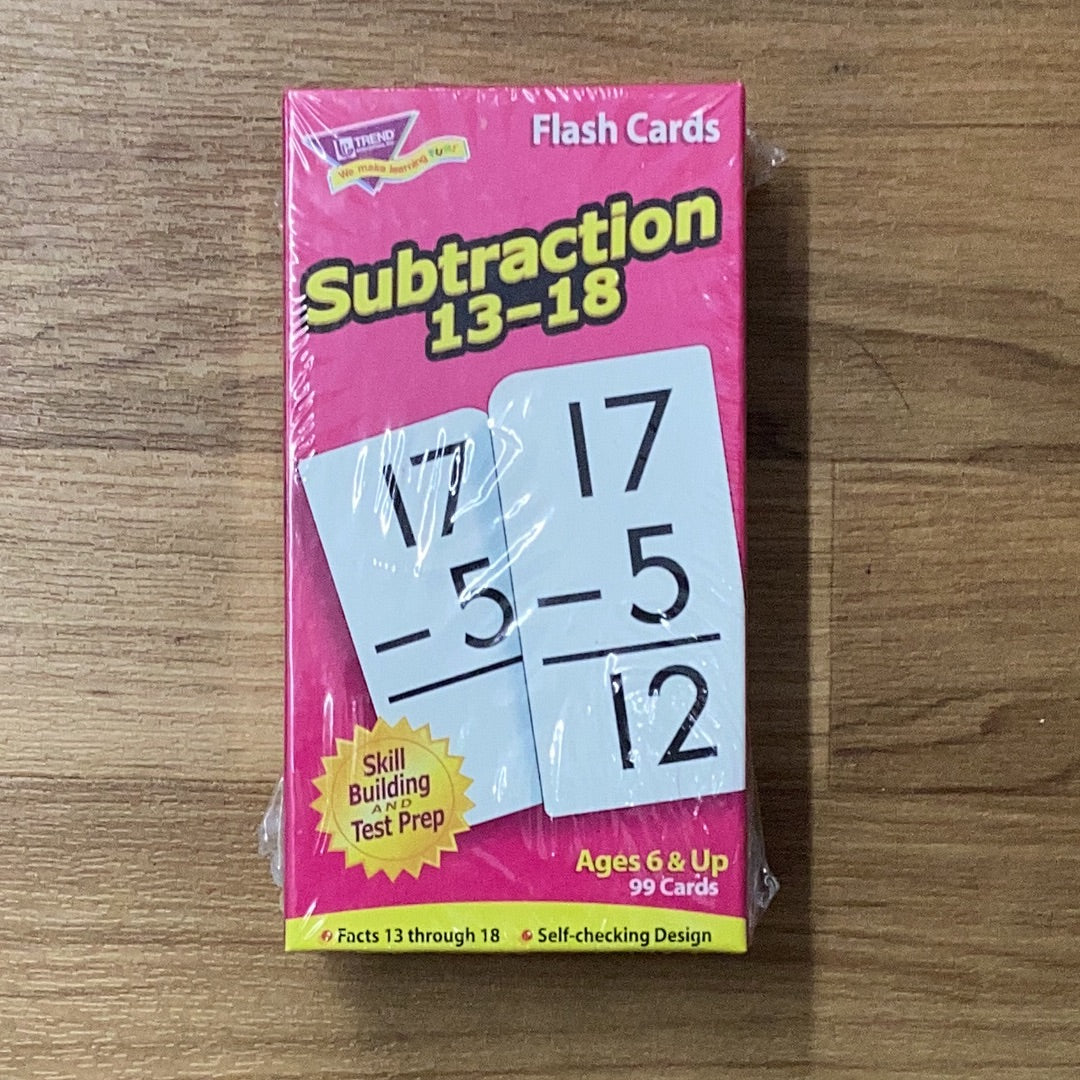 TREND
We make learning FUN!
Flash Cards
Subtraction
13–18
17
– 5
17
– 5
12
Skill
Building
AND
Test Prep
Ages 6 & Up
99 Cards
Facts 13 through 18
Self-checking Design